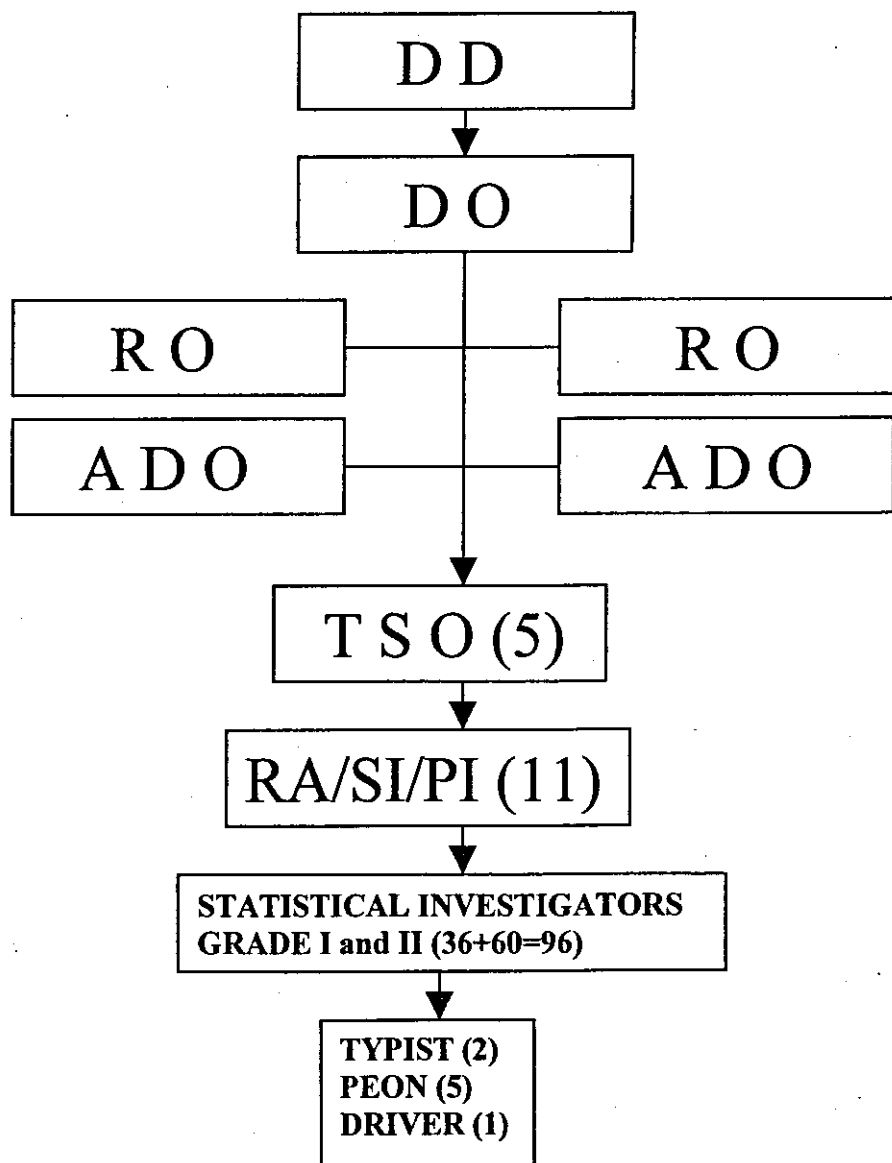 D D
D O
R O
R O
A D O
A D O
T S O (5)
RA/SI/PI (11)
STATISTICAL INVESTIGATORS
GRADE I and II (36+60=96)
TYPIST (2)
PEON (5)
DRIVER (1)